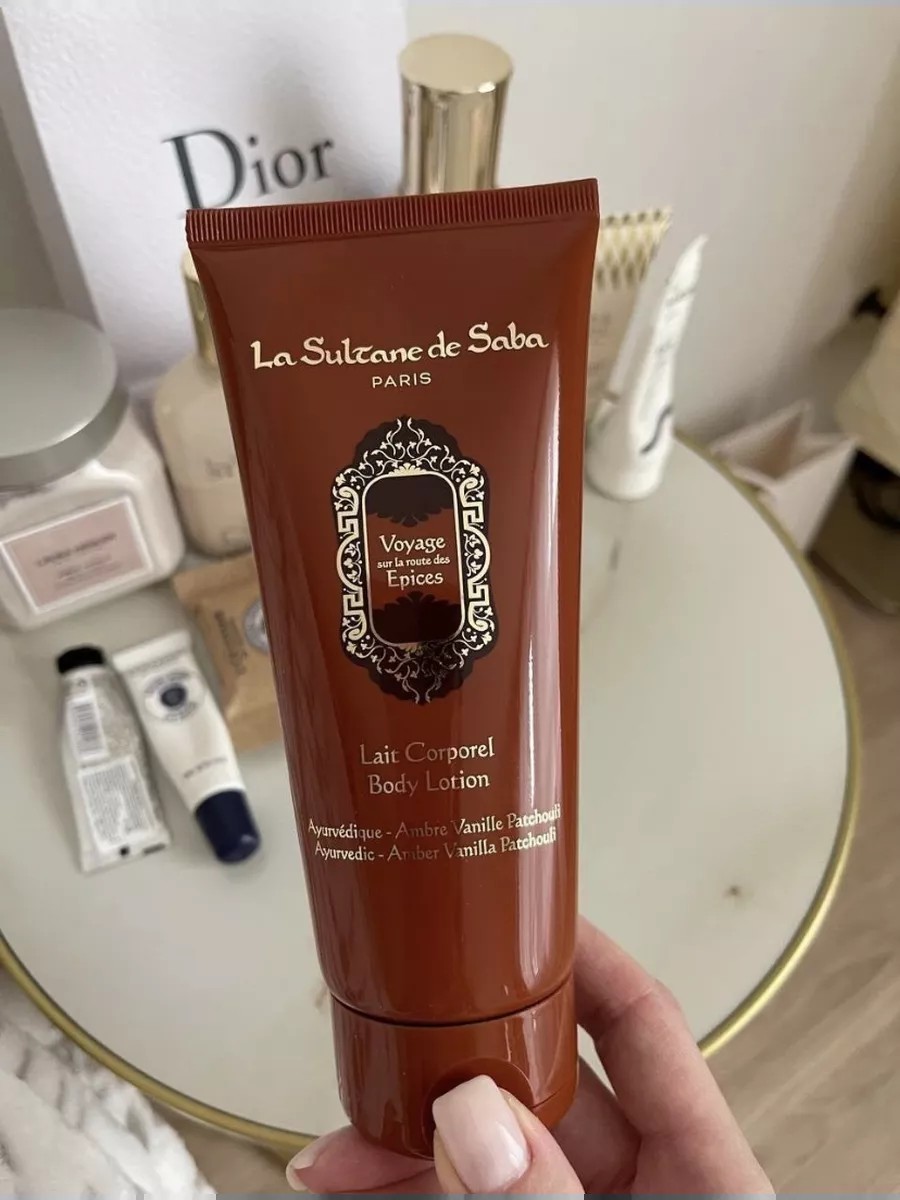 Dior
La Sultane de Saba
PARIS
Voyage
sur la route des
Epices
Lait Corporel
Body Lotion
Ayurvédique - Ambre Vanille Patchouli
Ayurvedic - Amber Vanilla Patchouli